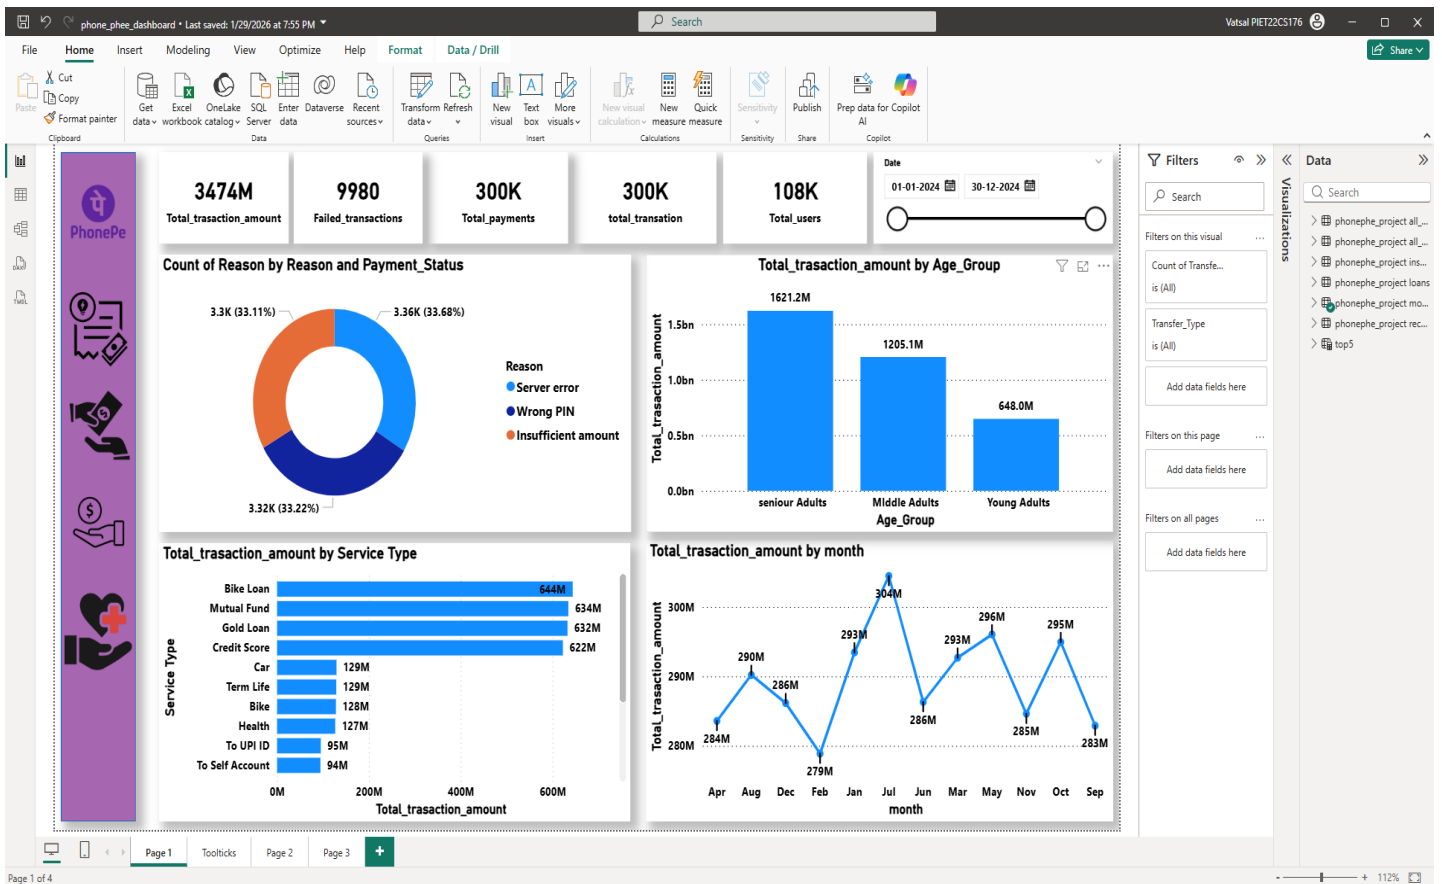 phone_phee_dashboard • Last saved: 1/29/2026 at 7:55 PM
Search
Vatsal PIET22CS176
File Home Insert Modeling View Optimize Help Format Data / Drill
Share
Paste
Cut
Copy
Format painter
Clipboard
Get data
Excel workbook
OneLake catalog
SQL Server
Enter data
Dataverse
Recent sources
Data
Transform data
Refresh
Queries
New visual
Text box
More visuals
Insert
New visual calculation
New measure
Quick measure
Calculations
Sensitivity
Sensitivity
Publish
Share
Prep data for AI
Copilot
Copilot
पे
PhonePe
3474M
Total_trasaction_amount
9980
Failed_transactions
300K
Total_payments
300K
total_transation
108K
Total_users
Date
01-01-2024 30-12-2024
Count of Reason by Reason and Payment_Status
3.3K (33.11%)
3.36K (33.68%)
3.32K (33.22%)
Reason
Server error
Wrong PIN
Insufficient amount
Total_trasaction_amount by Age_Group
Total_trasaction_amount
1.5bn
1.0bn
0.5bn
0.0bn
1621.2M
1205.1M
648.0M
seniour Adults MIddle Adults Young Adults
Age_Group
Total_trasaction_amount by Service Type
Service Type
Bike Loan 644M
Mutual Fund 634M
Gold Loan 632M
Credit Score 622M
Car 129M
Term Life 129M
Bike 128M
Health 127M
To UPI ID 95M
To Self Account 94M
0M 200M 400M 600M
Total_trasaction_amount
Total_trasaction_amount by month
Total_trasaction_amount
300M
290M
280M
284M
290M
286M
279M
293M
304M
286M
293M
296M
285M
295M
283M
Apr Aug Dec Feb Jan Jul Jun Mar May Nov Oct Sep
month
Filters
Search
Filters on this visual
Count of Transfe...
is (All)
Transfer_Type
is (All)
Add data fields here
Filters on this page
Add data fields here
Filters on all pages
Add data fields here
Visualizations
Data
Search
phonephe_project all_...
phonephe_project all_...
phonephe_project ins...
phonephe_project loans
phonephe_project mo...
phonephe_project rec...
top5
Page 1 Toolticks Page 2 Page 3
Page 1 of 4
112%